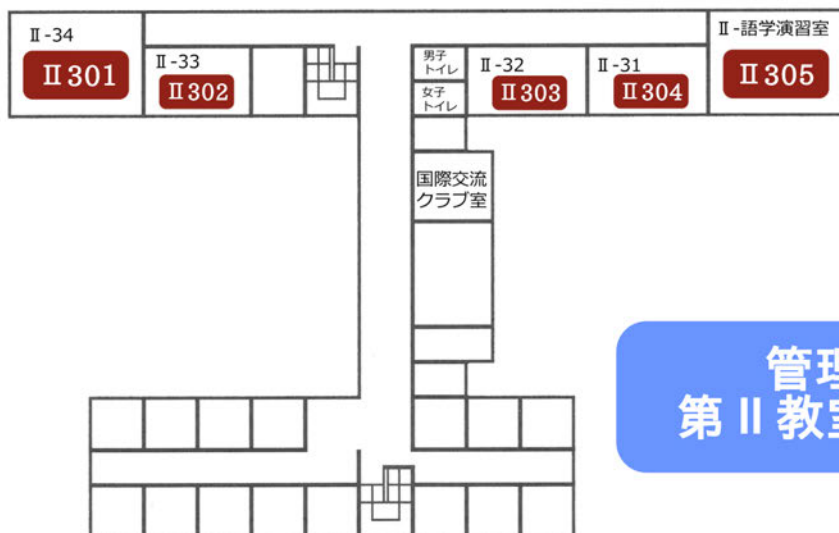 Ⅱ-34
Ⅱ301
Ⅱ-33
Ⅱ302
男子
トイレ
女子
トイレ
Ⅱ-32
Ⅱ303
Ⅱ-31
Ⅱ304
Ⅱ-語学演習室
Ⅱ305
国際交流
クラブ室
管理
第Ⅱ教室